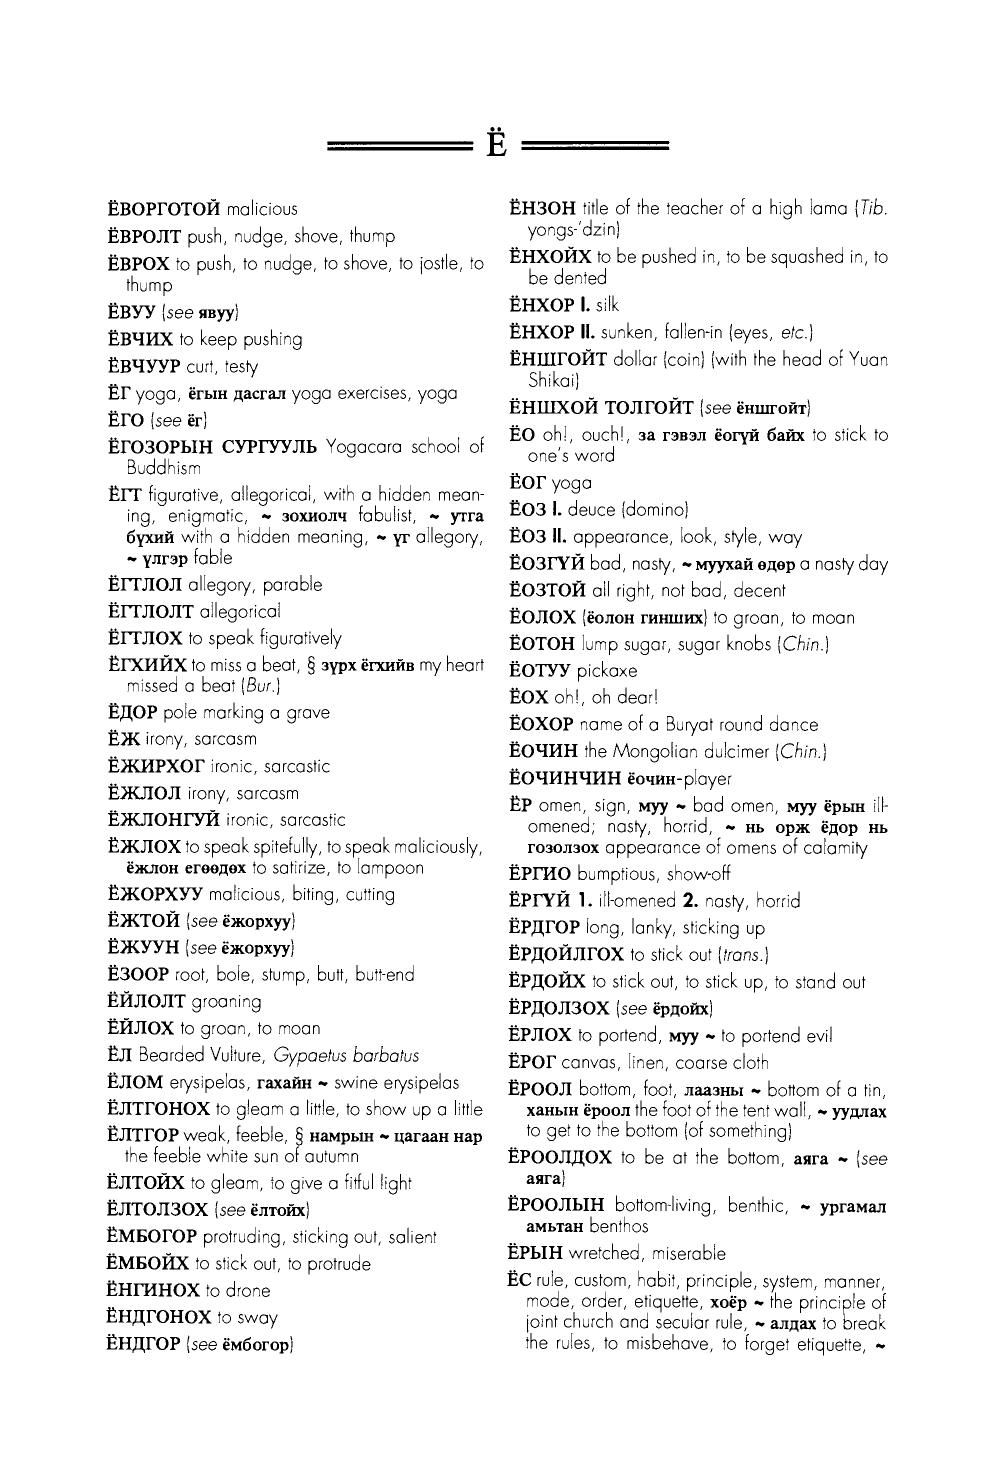 Ё
ЁВОРГОТОЙ malicious
ЁВРОЛТ push, nudge, shove, thump
ЁВРОХ to push, to nudge, to shove, to jostle, to
thump
ЁВУУ (see явуу)
ЁВЧИХ to keep pushing
ЁВЧУУР curt, testy
ЁГ yoga, ёгын дасгал yoga exercises, yoga
ЁГО (see ёг)
ЁГОЗОРЫН СУРГУУЛЬ Yogacara school of
Buddhism
ЁГТ figurative, allegorical, with a hidden mean-
ing, enigmatic, ~ зохиолч fabulist, ~ утга
бүхий with a hidden meaning, ~ үг allegory,
~ үлгэр fable
ЁГТЛОЛ allegory, parable
ЁГТЛОЛТ allegorical
ЁГТЛОХ to speak figuratively
ЁГХИЙХ to miss a beat, § зүрх ёгхийв my heart
missed a beat (Bur.)
ЁДОР pole marking a grave
ЁЖ irony, sarcasm
ЁЖИРХОГ ironic, sarcastic
ЁЖЛОЛ irony, sarcasm
ЁЖЛОНГУЙ ironic, sarcastic
ЁЖЛОХ to speak spitefully, to speak maliciously,
ёжлон егөөдөх to satirize, to lampoon
ЁЖОРХУУ malicious, biting, cutting
ЁЖТОЙ (see ёжорхуу)
ЁЖУУН (see ёжорхуу)
ЁЗООР root, bole, stump, butt, butt-end
ЁЙЛОЛТ groaning
ЁЙЛОХ to groan, to moan
ЁЛ Bearded Vulture, Gypaetus barbatus
ЁЛОМ erysipelas, гахайн ~ swine erysipelas
ЁЛТГОНОХ to gleam a little, to show up a little
ЁЛТГОР weak, feeble, § намрын ~ цагаан нар
the feeble white sun of autumn
ЁЛТОЙХ to gleam, to give a fitful light
ЁЛТОЛЗОХ (see ёлтойх)
ЁМБОГОР protruding, sticking out, salient
ЁМБОЙХ to stick out, to protrude
ЁНГИНОХ to drone
ЁНДГОНОХ to sway
ЁНДГОР (see ёмбогор)
ЁНЗОН title of the teacher of a high lama (Tib.
yongs-'dzin)
ЁНХОЙХ to be pushed in, to be squashed in, to
be dented
ЁНХОР I. silk
ЁНХОР II. sunken, fallen-in (eyes, etc.)
ЁНШГОЙТ dollar (coin) (with the head of Yuan
Shikai)
ЁНШХОЙ ТОЛГОЙТ (see ёншгойт)
ЁО oh!, ouch!, за гэвэл ёогүй байх to stick to
one's word
ЁОГ yoga
ЁОЗ I. deuce (domino)
ЁОЗ II. appearance, look, style, way
ЁОЗГҮЙ bad, nasty, ~ муухай өдөр a nasty day
ЁОЗТОЙ all right, not bad, decent
ЁОЛОХ (ёолон гинших) to groan, to moan
ЁОТОН lump sugar, sugar knobs (Chin.)
ЁОТУУ pickaxe
ЁОХ oh!, oh dear!
ЁОХОР name of a Buryat round dance
ЁОЧИН the Mongolian dulcimer (Chin.)
ЁОЧИНЧИН ёочин-player
ЁР omen, sign, муу ~ bad omen, муу ёрын ill-
omened; nasty, horrid, ~ нь орж ёдор нь
гозолзох appearance of omens of calamity
ЁРГИО bumptious, show-off
ЁРГҮЙ 1. ill-omened 2. nasty, horrid
ЁРДГОР long, lanky, sticking up
ЁРДОЙЛГОХ to stick out (trans.)
ЁРДОЙХ to stick out, to stick up, to stand out
ЁРДОЛЗОХ (see ёрдойх)
ЁРЛОХ to portend, муу ~ to portend evil
ЁРОГ canvas, linen, coarse cloth
ЁРООЛ bottom, foot, лаазны ~ bottom of a tin,
ханын ёроол the foot of the tent wall, ~ уудлах
to get to the bottom (of something)
ЁРООЛДОХ to be at the bottom, аяга ~ (see
аяга)
ЁРООЛЫН bottom-living, benthic, ~ ургамал
амьтан benthos
ЁРЫН wretched, miserable
ЁС rule, custom, habit, principle, system, manner,
mode, order, etiquette, хоёр ~ the principle of
joint church and secular rule, ~ алдах to break
the rules, to misbehave, to forget etiquette, ~